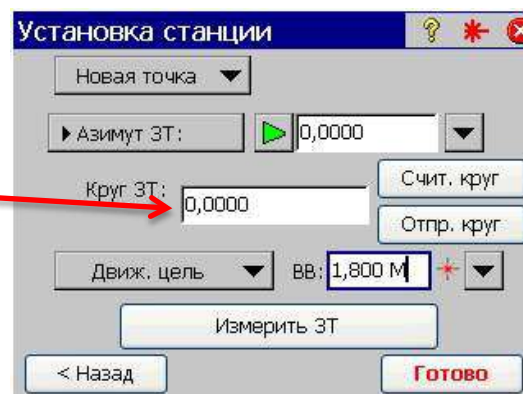 Установка станции
Новая точка
Азимут ЗТ: 0,0000
Счит. круг
Круг ЗТ: 0,0000
Отпр. круг
Движ. цель ВВ: 1,800 М
Измерить ЗТ
< Назад Готово